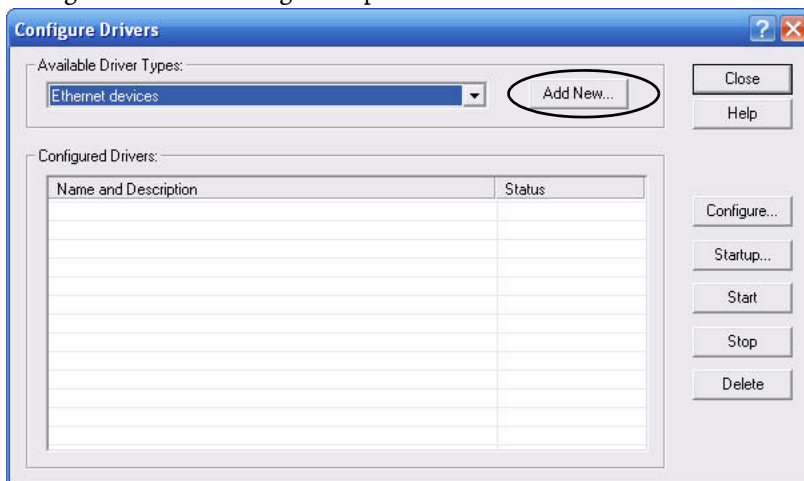 Configure Drivers
Available Driver Types:
Ethernet devices
Add New...
Close
Help
Configured Drivers:
Name and Description
Status
Configure...
Startup...
Start
Stop
Delete